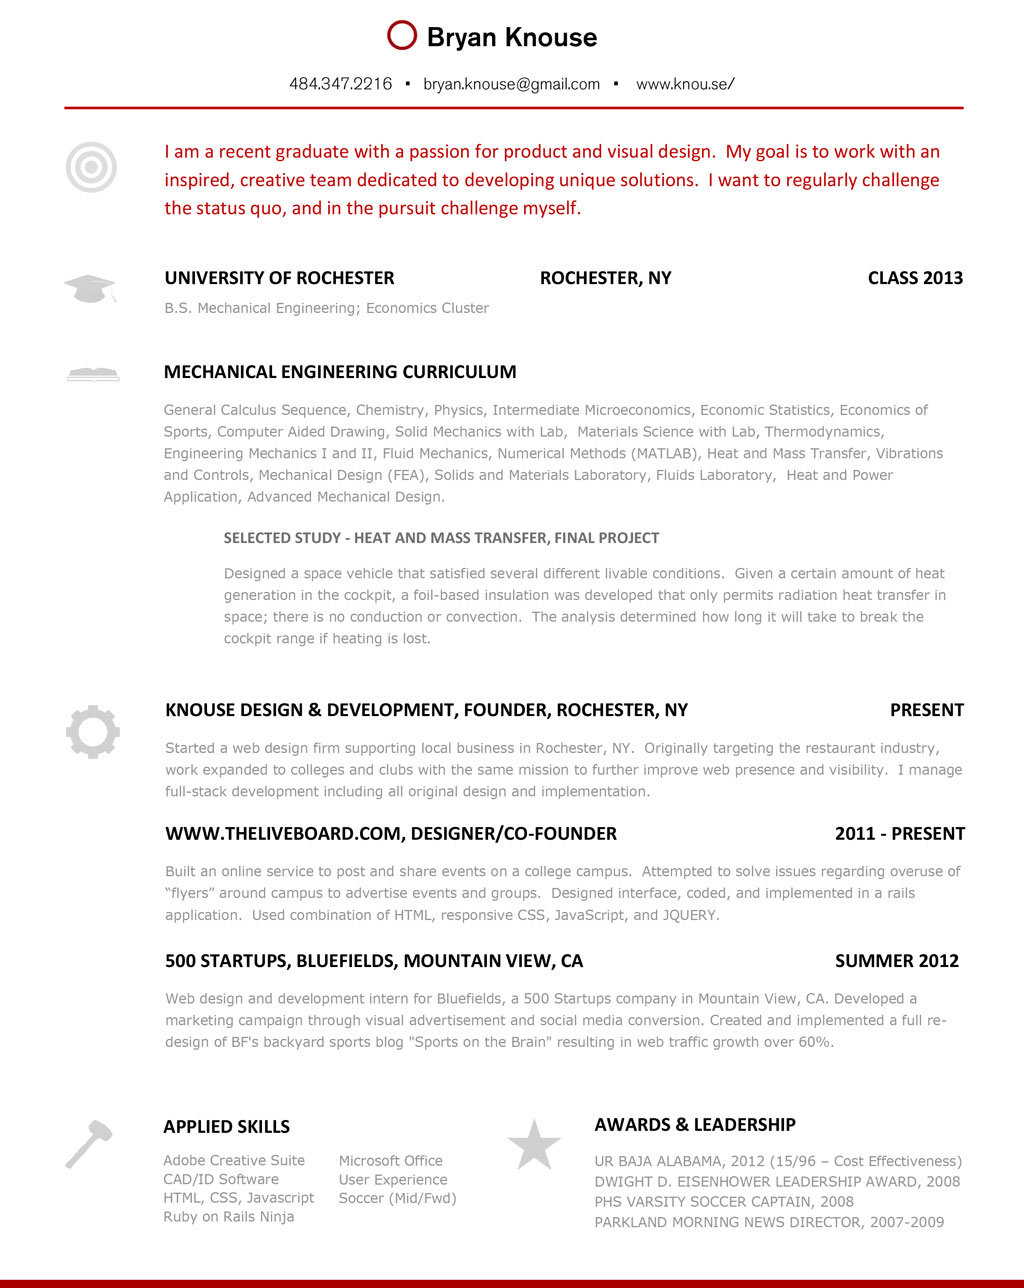 Bryan Knouse
484.347.2216 ▪ bryan.knouse@gmail.com ▪ www.knou.se/
I am a recent graduate with a passion for product and visual design. My goal is to work with an
inspired, creative team dedicated to developing unique solutions. I want to regularly challenge
the status quo, and in the pursuit challenge myself.
UNIVERSITY OF ROCHESTER ROCHESTER, NY CLASS 2013
B.S. Mechanical Engineering; Economics Cluster
MECHANICAL ENGINEERING CURRICULUM
General Calculus Sequence, Chemistry, Physics, Intermediate Microeconomics, Economic Statistics, Economics of
Sports, Computer Aided Drawing, Solid Mechanics with Lab, Materials Science with Lab, Thermodynamics,
Engineering Mechanics I and II, Fluid Mechanics, Numerical Methods (MATLAB), Heat and Mass Transfer, Vibrations
and Controls, Mechanical Design (FEA), Solids and Materials Laboratory, Fluids Laboratory, Heat and Power
Application, Advanced Mechanical Design.
SELECTED STUDY - HEAT AND MASS TRANSFER, FINAL PROJECT
Designed a space vehicle that satisfied several different livable conditions. Given a certain amount of heat
generation in the cockpit, a foil-based insulation was developed that only permits radiation heat transfer in
space; there is no conduction or convection. The analysis determined how long it will take to break the
cockpit range if heating is lost.
KNOUSE DESIGN & DEVELOPMENT, FOUNDER, ROCHESTER, NY PRESENT
Started a web design firm supporting local business in Rochester, NY. Originally targeting the restaurant industry,
work expanded to colleges and clubs with the same mission to further improve web presence and visibility. I manage
full-stack development including all original design and implementation.
WWW.THELIVEBOARD.COM, DESIGNER/CO-FOUNDER 2011 - PRESENT
Built an online service to post and share events on a college campus. Attempted to solve issues regarding overuse of
“flyers” around campus to advertise events and groups. Designed interface, coded, and implemented in a rails
application. Used combination of HTML, responsive CSS, JavaScript, and JQUERY.
500 STARTUPS, BLUEFIELDS, MOUNTAIN VIEW, CA SUMMER 2012
Web design and development intern for Bluefields, a 500 Startups company in Mountain View, CA. Developed a
marketing campaign through visual advertisement and social media conversion. Created and implemented a full re-
design of BF's backyard sports blog "Sports on the Brain" resulting in web traffic growth over 60%.
APPLIED SKILLS
Adobe Creative Suite
CAD/ID Software
HTML, CSS, Javascript
Ruby on Rails Ninja
Microsoft Office
User Experience
Soccer (Mid/Fwd)
AWARDS & LEADERSHIP
UR BAJA ALABAMA, 2012 (15/96 – Cost Effectiveness)
DWIGHT D. EISENHOWER LEADERSHIP AWARD, 2008
PHS VARSITY SOCCER CAPTAIN, 2008
PARKLAND MORNING NEWS DIRECTOR, 2007-2009